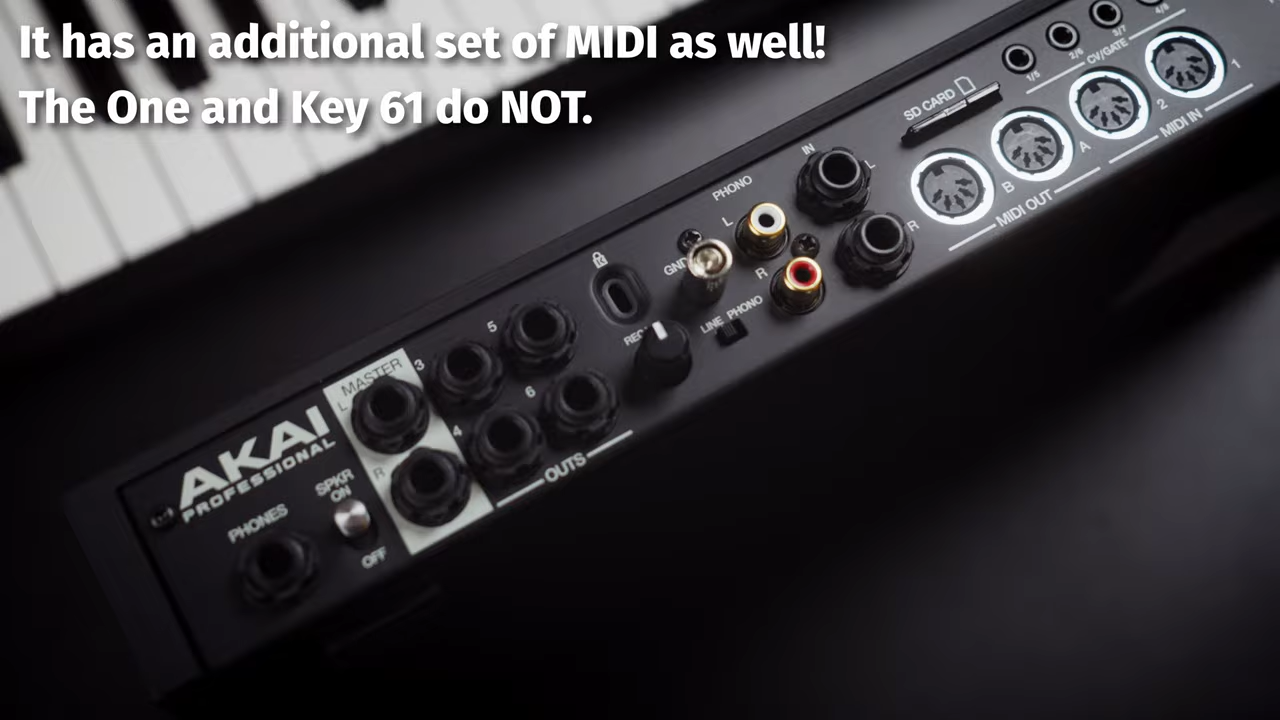 It has an additional set of MIDI as well!
The One and Key 61 do NOT.
4/8
3/7
2/6
1/5
CV/GATE
SD CARD
1
2
MIDI IN
A
B
MIDI OUT
IN
L
R
PHONO
L
R
GND
LINE PHONO
5
3
6
4
OUTS
MASTER
L
R
AKAI
PROFESSIONAL
SPKR
ON
OFF
PHONES